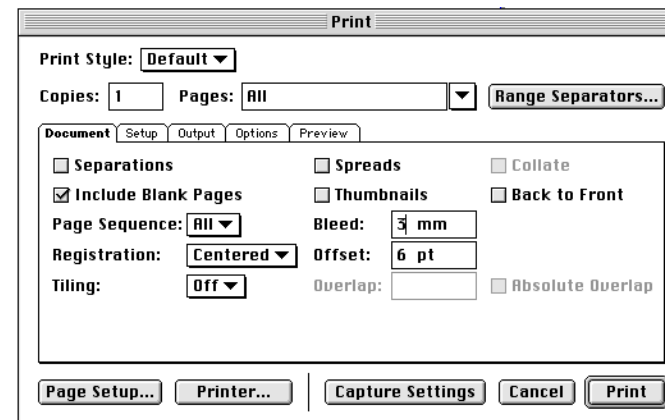 Print
Print Style: Default
Copies: 1 Pages: All Range Separators...
Document Setup Output Options Preview
Separations Spreads Collate
Include Blank Pages Thumbnails Back to Front
Page Sequence: All Bleed: 3 mm
Registration: Centered Offset: 6 pt
Tiling: Off Overlap: Absolute Overlap
Page Setup... Printer... Capture Settings Cancel Print